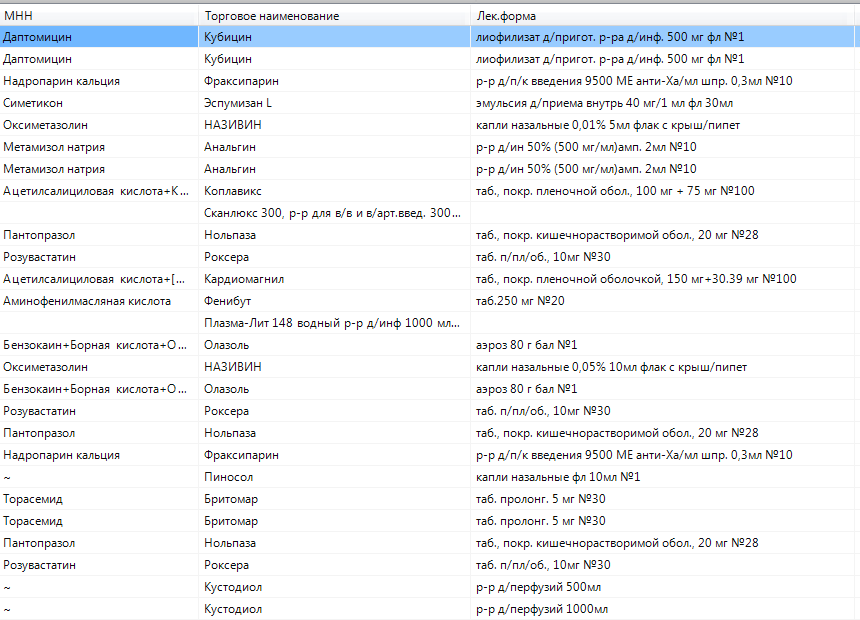 МНН Торговое наименование Лек.форма
Даптомицин Кубицин лиофилизат д/пригот. р-ра д/инф. 500 мг фл №1
Даптомицин Кубицин лиофилизат д/пригот. р-ра д/инф. 500 мг фл №1
Надропарин кальция Фраксипарин р-р д/п/к введения 9500 МЕ анти-Ха/мл шпр. 0,3мл №10
Симетикон Эспумизан L эмульсия д/приема внутрь 40 мг/1 мл фл 30мл
Оксиметазолин НАЗИВИН капли назальные 0,01% 5мл флак с крыш/пипет
Метамизол натрия Анальгин р-р д/ин 50% (500 мг/мл)амп. 2мл №10
Метамизол натрия Анальгин р-р д/ин 50% (500 мг/мл)амп. 2мл №10
Ацетилсалициловая кислота+К... Коплавикс таб., покр. пленочной обол., 100 мг + 75 мг №100
Сканлюкс 300, р-р для в/в и в/арт.введ. 300...
Пантопразол Нольпаза таб., покр. кишечнорастворимой обол., 20 мг №28
Розувастатин Роксера таб. п/пл/об., 10мг №30
Ацетилсалициловая кислота+[... Кардиомагнил таб., покр. пленочной оболочкой, 150 мг+30.39 мг №100
Аминофенилмасляная кислота Фенибут таб.250 мг №20
Плазма-Лит 148 водный р-р д/инф 1000 мл...
Бензокаин+Борная кислота+О... Олазоль аэроз 80 г бал №1
Оксиметазолин НАЗИВИН капли назальные 0,05% 10мл флак с крыш/пипет
Бензокаин+Борная кислота+О... Олазоль аэроз 80 г бал №1
Розувастатин Роксера таб. п/пл/об., 10мг №30
Пантопразол Нольпаза таб., покр. кишечнорастворимой обол., 20 мг №28
Надропарин кальция Фраксипарин р-р д/п/к введения 9500 МЕ анти-Ха/мл шпр. 0,3мл №10
~ Пиносол капли назальные фл 10мл №1
Торасемид Бритомар таб. пролонг. 5 мг №30
Торасемид Бритомар таб. пролонг. 5 мг №30
Пантопразол Нольпаза таб., покр. кишечнорастворимой обол., 20 мг №28
Розувастатин Роксера таб. п/пл/об., 10мг №30
~ Кустодиол р-р д/перфузий 500мл
~ Кустодиол р-р д/перфузий 1000мл